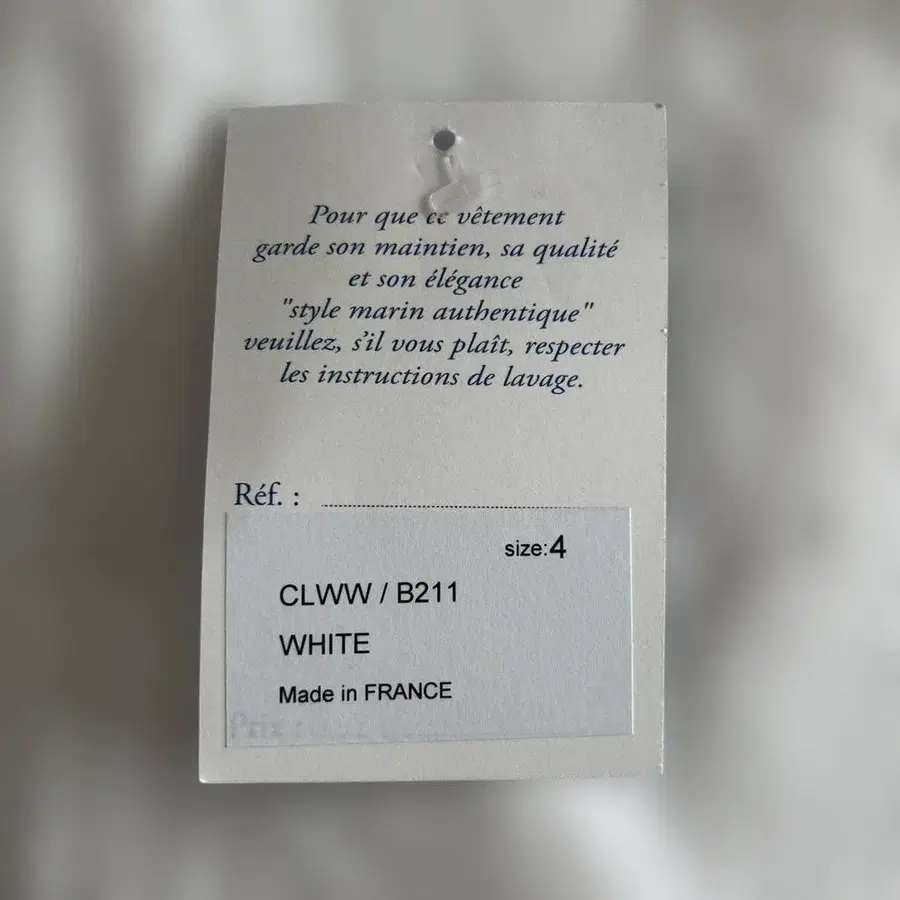 Pour que ce vêtement
garde son maintien, sa qualité
et son élégance
"style marin authentique"
veuillez, s'il vous plaît, respecter
les instructions de lavage.
Réf. :
size:4
CLWW / B211
WHITE
Made in FRANCE
Prix :